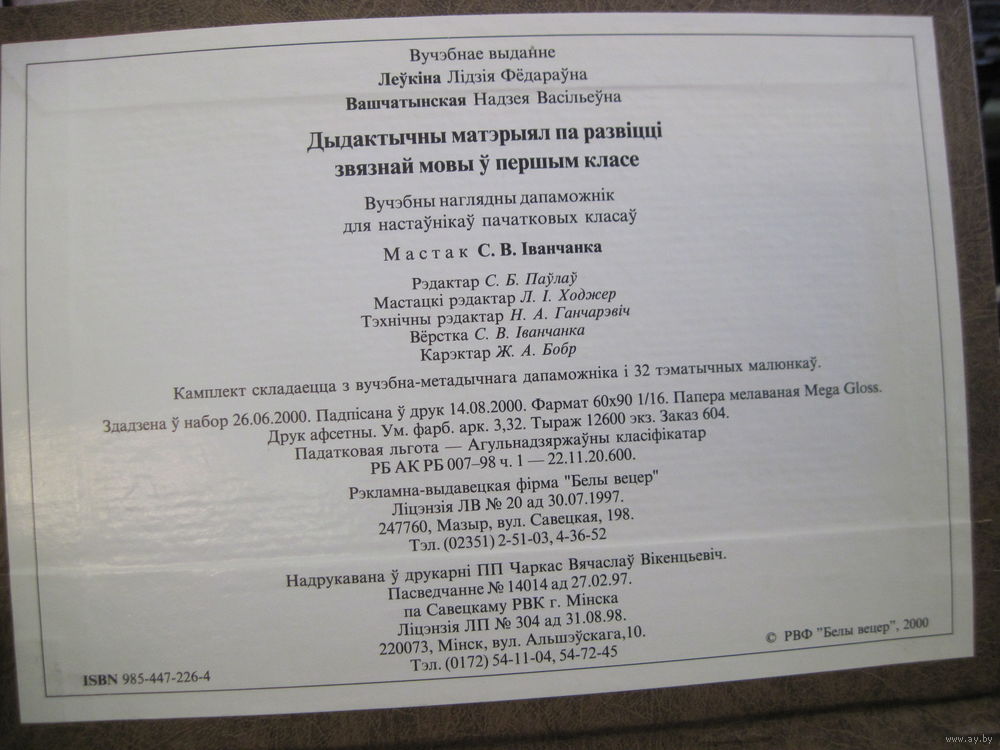 Вучэбнае выданне
Леўкіна Лідзія Фёдараўна
Вашчатынская Надзея Васільеўна
Дыдактычны матэрыял па развіцці
звязнай мовы ў першым класе
Вучэбны наглядны дапаможнік
для настаўнікаў пачатковых класаў
Мастак С. В. Іванчанка
Рэдактар С. Б. Паўлаў
Мастацкі рэдактар Л. І. Ходжер
Тэхнічны рэдактар Н. А. Ганчарэвіч
Вёрстка С. В. Іванчанка
Карэктар Ж. А. Бобр
Камплект складаецца з вучэбна-метадычнага дапаможніка і 32 тэматычных малюнкаў.
Здадзена ў набор 26.06.2000. Падпісана ў друк 14.08.2000. Фармат 60х90 1/16. Папера мелаваная Mega Gloss.
Друк афсетны. Ум. фарб. арк. 3,32. Тыраж 12600 экз. Заказ 604.
Падатковая льгота — Агульнадзяржаўны класіфікатар
РБ АК РБ 007–98 ч. 1 — 22.11.20.600.
Рэкламна-выдавецкая фірма "Белы вецер"
Ліцэнзія ЛВ № 20 ад 30.07.1997.
247760, Мазыр, вул. Савецкая, 198.
Тэл. (02351) 2-51-03, 4-36-52
Надрукавана ў друкарні ПП Чаркас Вячаслаў Вікенцьевіч.
Пасведчанне № 14014 ад 27.02.97.
па Савецкаму РВК г. Мінска
Ліцэнзія ЛП № 304 ад 31.08.98.
220073, Мінск, вул. Альшэўскага,10.
Тэл. (0172) 54-11-04, 54-72-45
ISBN 985-447-226-4
© РВФ "Белы вецер", 2000
www.ay.by